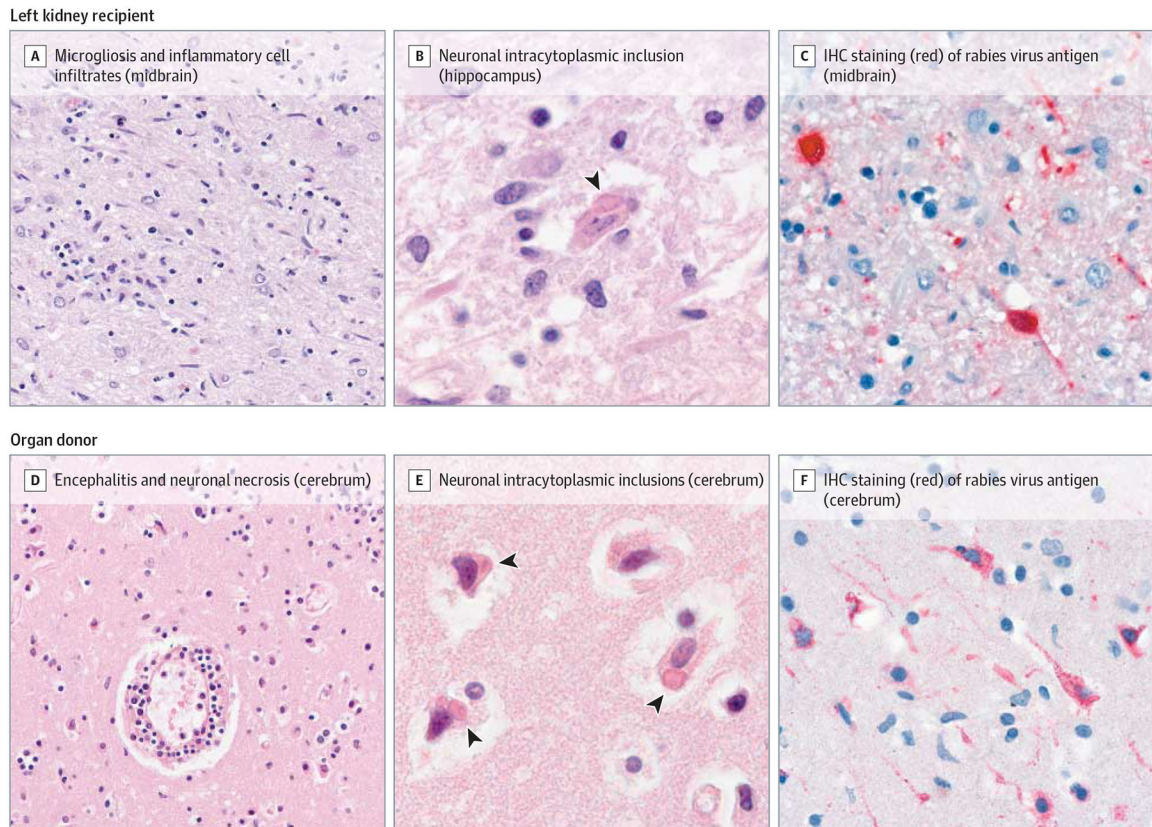 Left kidney recipient
A Microgliosis and inflammatory cell
infiltrates (midbrain)
B Neuronal intracytoplasmic inclusion
(hippocampus)
C IHC staining (red) of rabies virus antigen
(midbrain)
Organ donor
D Encephalitis and neuronal necrosis (cerebrum)
E Neuronal intracytoplasmic inclusions (cerebrum)
F IHC staining (red) of rabies virus antigen
(cerebrum)